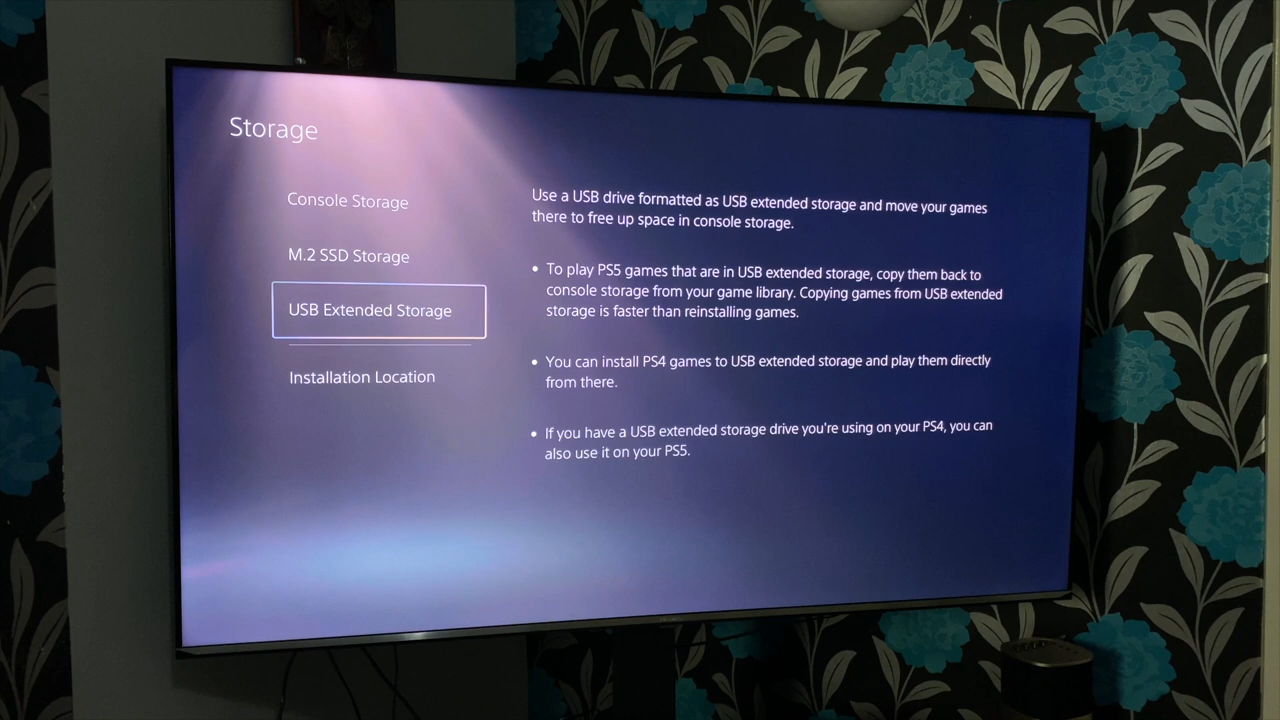 Storage
Console Storage
M.2 SSD Storage
USB Extended Storage
Installation Location
Use a USB drive formatted as USB extended storage and move your games
there to free up space in console storage.
• To play PS5 games that are in USB extended storage, copy them back to
console storage from your game library. Copying games from USB extended
storage is faster than reinstalling games.
• You can install PS4 games to USB extended storage and play them directly
from there.
• If you have a USB extended storage drive you're using on your PS4, you can
also use it on your PS5.